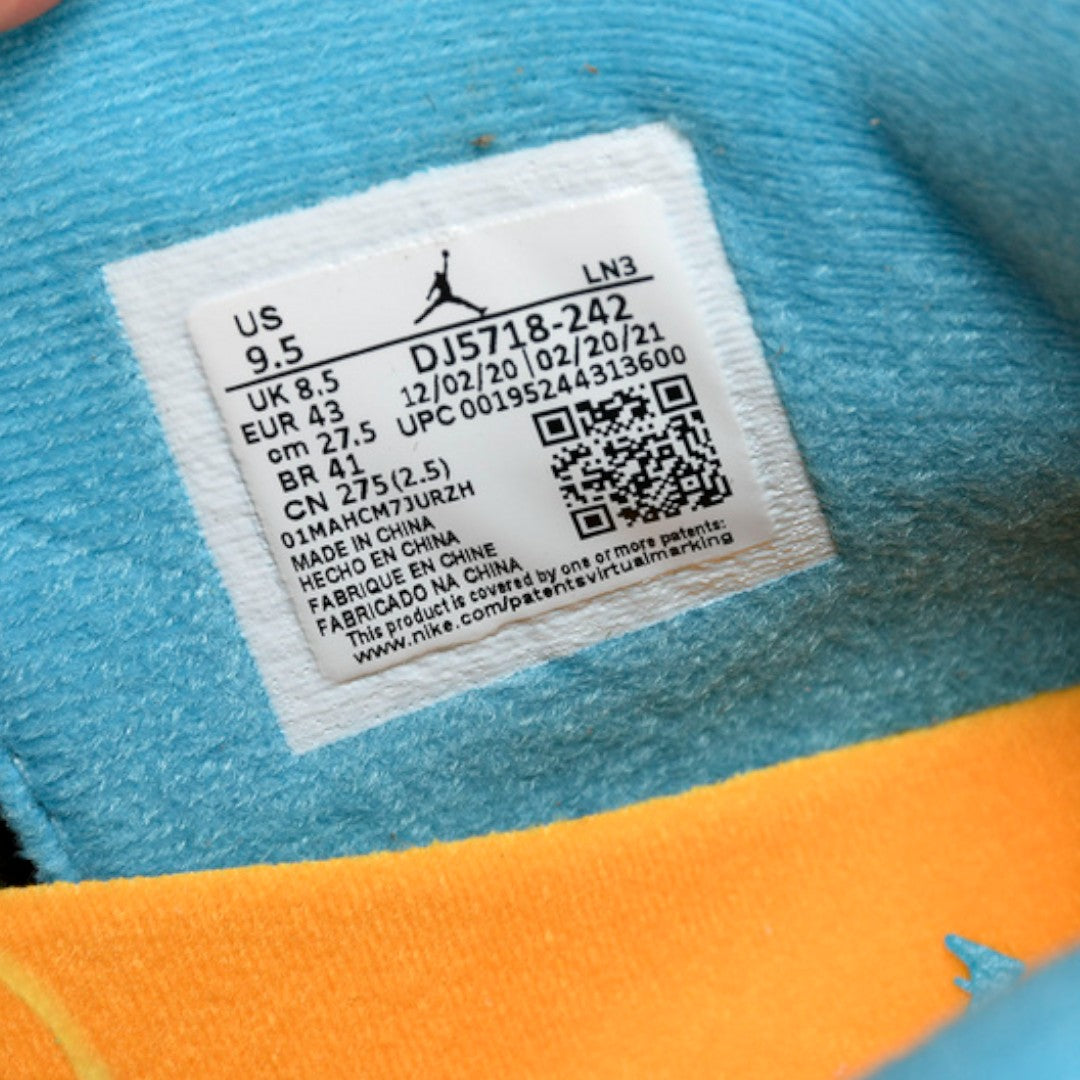 US
9.5
LN3
UK 8.5
EUR 43
cm 27.5
BR 41
CN 275(2.5)
DJ5718-242
12/02/20 | 02/20/21
UPC 00195244313600
01MAHCM7JURZH
MADE IN CHINA
HECHO EN CHINA
FABRIQUE EN CHINE
FABRICADO NA CHINA
This product is covered by one or more patents:
www.nike.com/patentsvirtualmarking